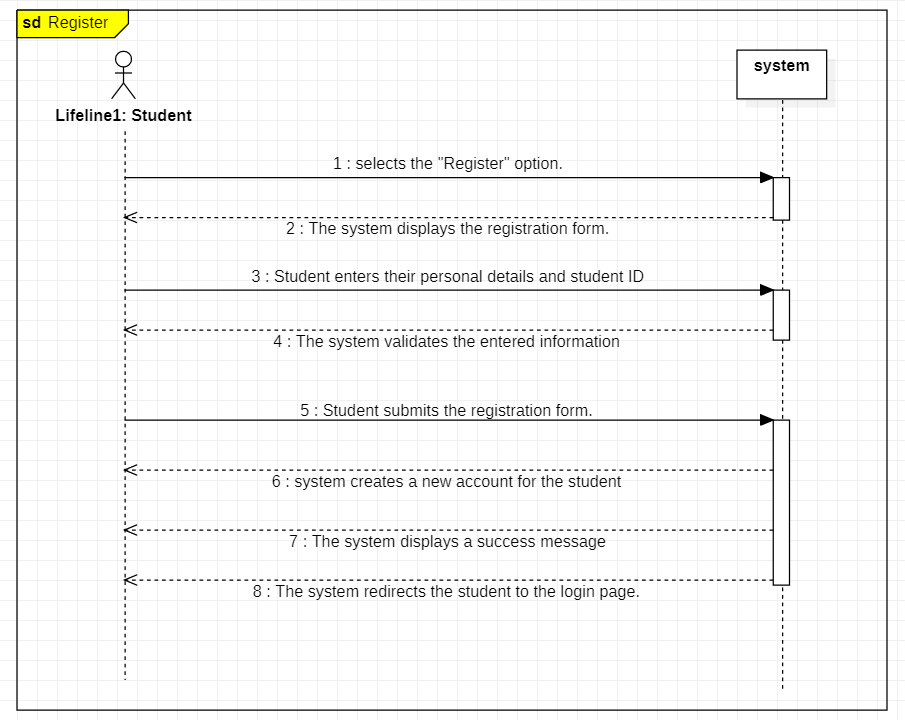 sd Register
Lifeline1: Student
system
1 : selects the "Register" option.
2 : The system displays the registration form.
3 : Student enters their personal details and student ID
4 : The system validates the entered information
5 : Student submits the registration form.
6 : system creates a new account for the student
7 : The system displays a success message
8 : The system redirects the student to the login page.